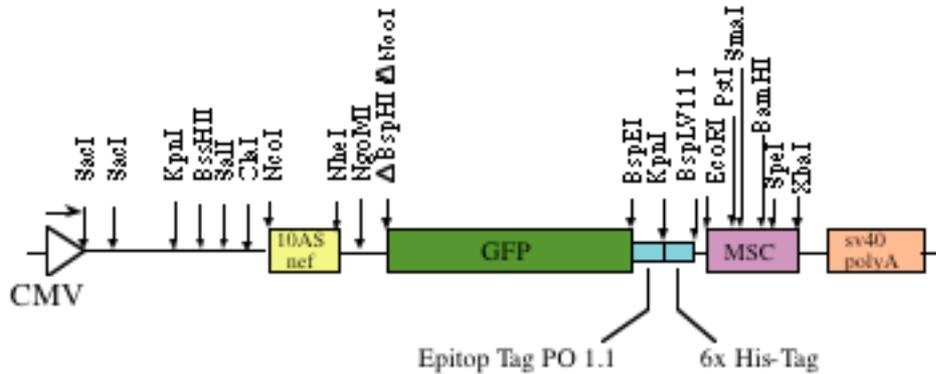 SacI
SacI
KpnI
BssHII
SalI
ClaI
NcoI
NheI
NgoMI
ΔBspHI ΔNcoI
BspEI
KpnI
BspLV11 I
EcoRI
PstI
SmaI
BamHI
SpeI
XbaI
10AS
nef
GFP
MSC
sv40
polyA
CMV
Epitop Tag PO 1.1
6x His-Tag